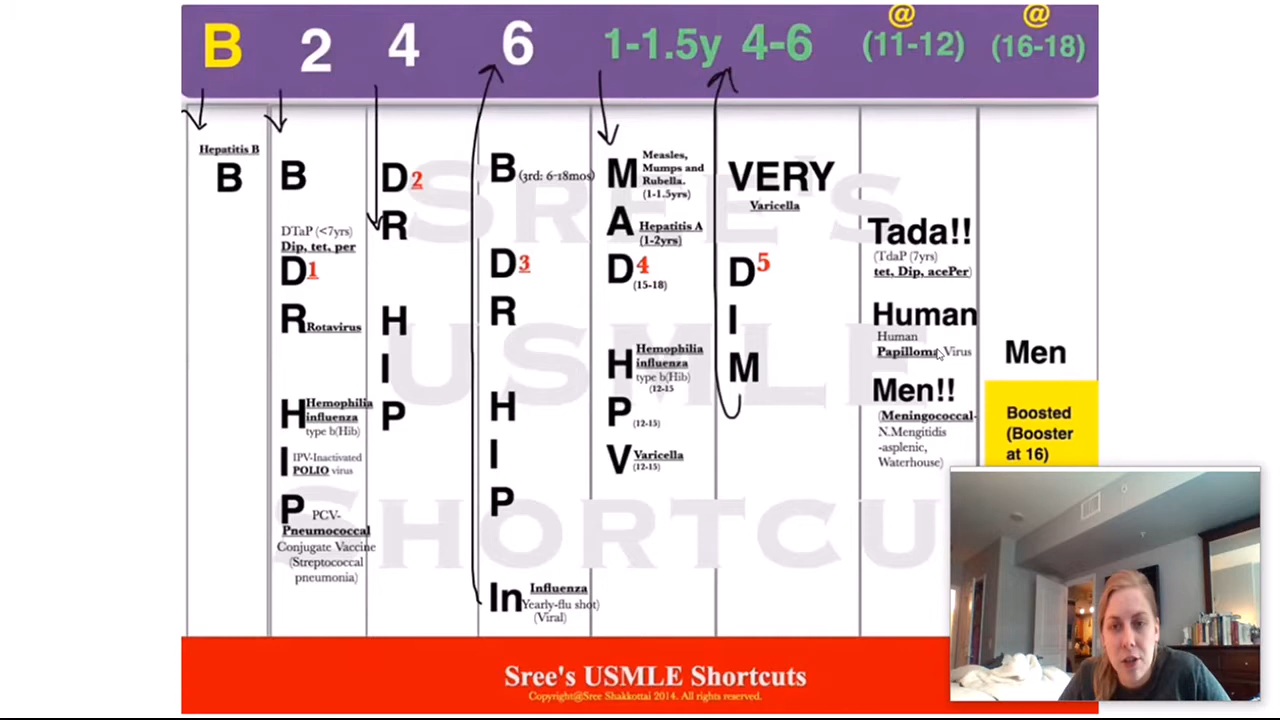 B 2 4 6 1-1.5y 4-6 @ (11-12) @ (16-18)
Hepatitis B
B
B
DTaP (<7yrs)
Dip, tet, per
D1
R Rotavirus
H Hemophilia
influenza
type b(Hib)
I IPV-Inactivated
POLIO virus
P PCV-
Pneumococcal
Conjugate Vaccine
(Streptococcal
pneumonia)
D2
R
H
I
P
B (3rd: 6-18mos)
D3
R
H
I
P
In Influenza
Yearly-flu shot)
(Viral)
M Measles,
Mumps and
Rubella.
(1-1.5yrs)
A Hepatitis A
(1-2yrs)
D4
(15-18)
H Hemophilia
influenza
type b(Hib)
(12-15
P (12-15)
V Varicella
(12-15)
VERY
Varicella
D5
I
M
Tada!!
(TdaP (7yrs)
tet, Dip, acePer)
Human
Human
Papilloma Virus
Men!!
(Meningococcal-
N.Mengitidis
-asplenic,
Waterhouse)
Men
Boosted
(Booster
at 16)
SREE'S
USMLE
SHORTCU
Sree's USMLE Shortcuts
Copyright@Sree Shakkottai 2014. All rights reserved.